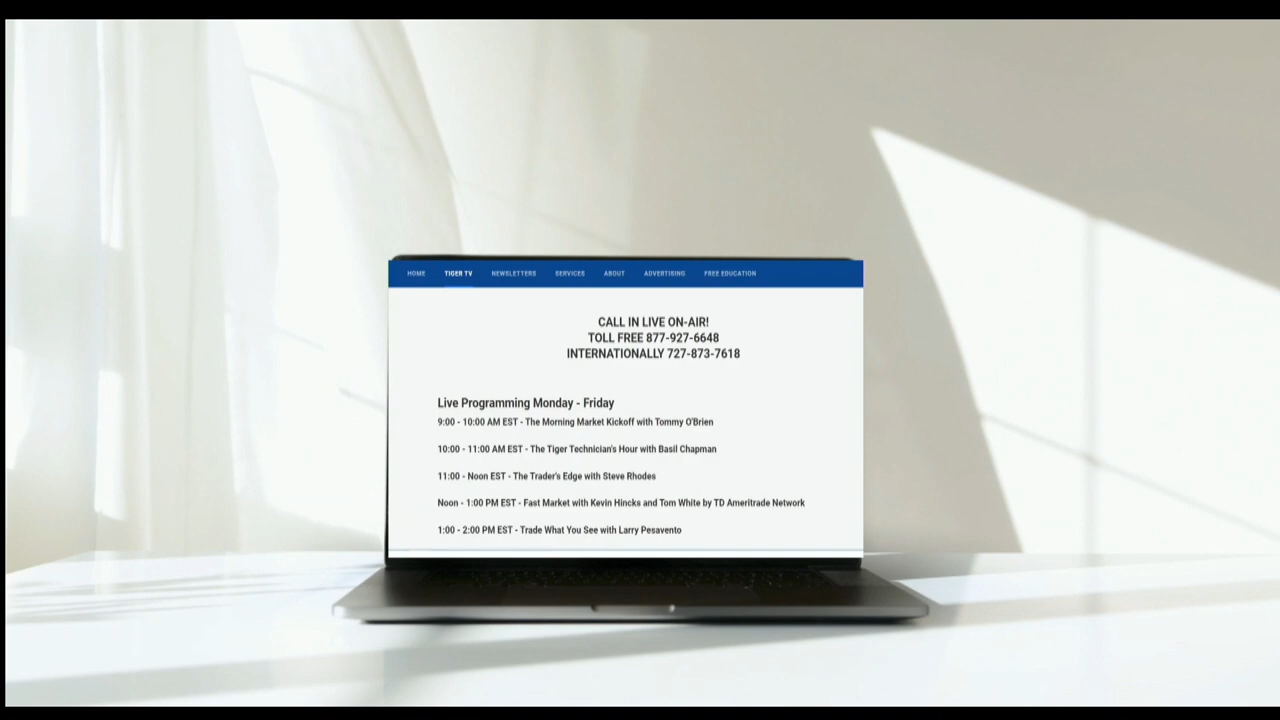 HOME TIGER TV NEWSLETTERS SERVICES ABOUT ADVERTISING FREE EDUCATION
CALL IN LIVE ON-AIR!
TOLL FREE 877-927-6648
INTERNATIONALLY 727-873-7618
Live Programming Monday - Friday
9:00 - 10:00 AM EST - The Morning Market Kickoff with Tommy O'Brien
10:00 - 11:00 AM EST - The Tiger Technician's Hour with Basil Chapman
11:00 - Noon EST - The Trader's Edge with Steve Rhodes
Noon - 1:00 PM EST - Fast Market with Kevin Hincks and Tom White by TD Ameritrade Network
1:00 - 2:00 PM EST - Trade What You See with Larry Pesavento